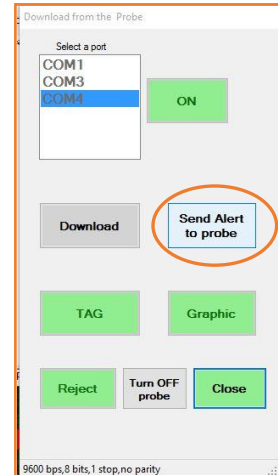 Download from the Probe
Select a port
COM1
COM3
COM4
ON
Download
Send Alert
to probe
TAG
Graphic
Reject
Turn OFF
probe
Close
9600 bps,8 bits,1 stop,no parity